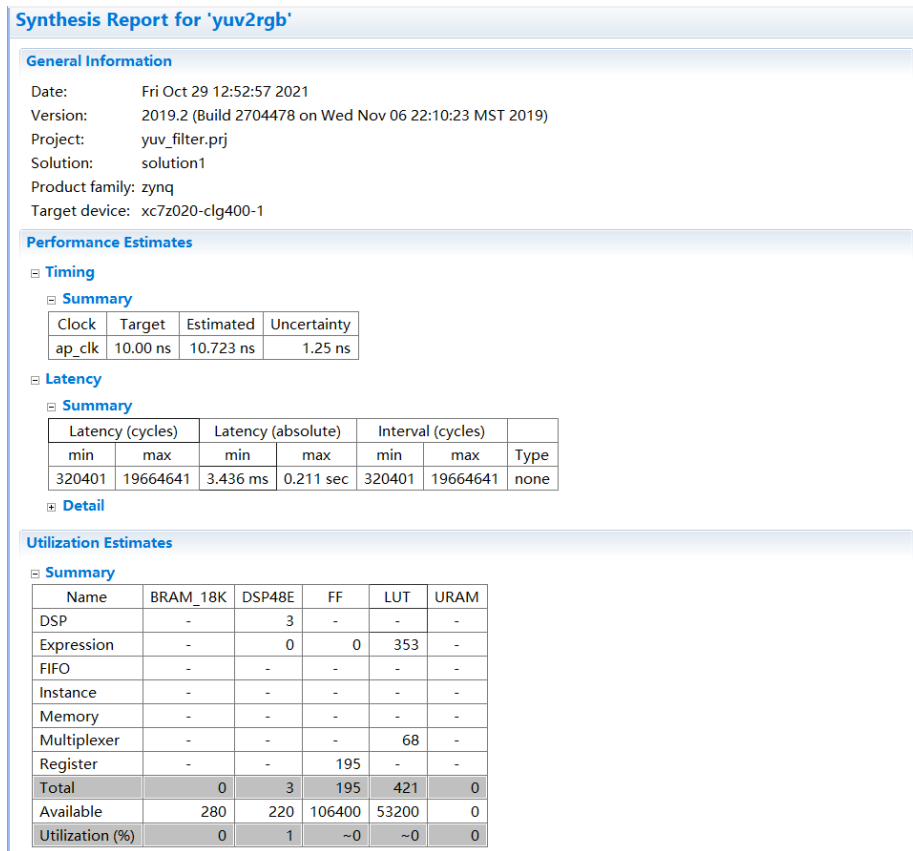 Synthesis Report for 'yuv2rgb'
General Information
Date: Fri Oct 29 12:52:57 2021
Version: 2019.2 (Build 2704478 on Wed Nov 06 22:10:23 MST 2019)
Project: yuv_filter.prj
Solution: solution1
Product family: zynq
Target device: xc7z020-clg400-1
Performance Estimates
Timing
Summary
Clock Target Estimated Uncertainty
ap_clk 10.00 ns 10.723 ns 1.25 ns
Latency
Summary
Latency (cycles) Latency (absolute) Interval (cycles)
min max min max min max Type
320401 19664641 3.436 ms 0.211 sec 320401 19664641 none
Detail
Utilization Estimates
Summary
Name BRAM_18K DSP48E FF LUT URAM
DSP - 3 - - -
Expression - 0 0 353 -
FIFO - - - - -
Instance - - - - -
Memory - - - - -
Multiplexer - - - 68 -
Register - - 195 - -
Total 0 3 195 421 0
Available 280 220 106400 53200 0
Utilization (%) 0 1 ~0 ~0 0